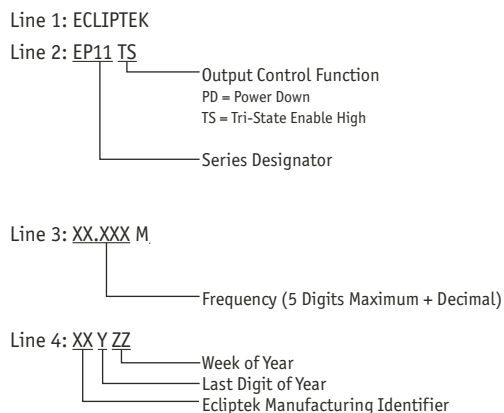 Line 1: ECLIPTEK
Line 2: EP11 TS
Output Control Function
PD = Power Down
TS = Tri-State Enable High
Series Designator
Line 3: XX.XXX M
Frequency (5 Digits Maximum + Decimal)
Line 4: XX Y ZZ
Week of Year
Last Digit of Year
Ecliptek Manufacturing Identifier